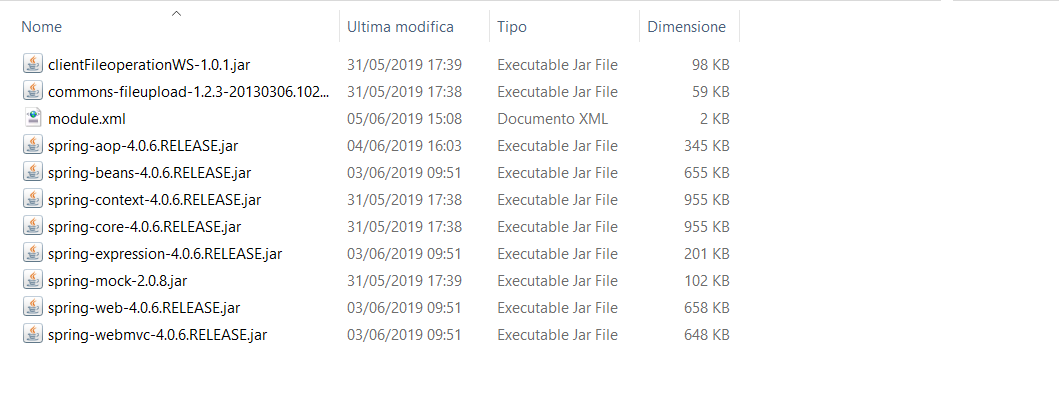 Nome Ultima modifica Tipo Dimensione
clientFileoperationWS-1.0.1.jar 31/05/2019 17:39 Executable Jar File 98 KB
commons-fileupload-1.2.3-20130306.102... 31/05/2019 17:38 Executable Jar File 59 KB
module.xml 05/06/2019 15:08 Documento XML 2 KB
spring-aop-4.0.6.RELEASE.jar 04/06/2019 16:03 Executable Jar File 345 KB
spring-beans-4.0.6.RELEASE.jar 03/06/2019 09:51 Executable Jar File 655 KB
spring-context-4.0.6.RELEASE.jar 31/05/2019 17:38 Executable Jar File 955 KB
spring-core-4.0.6.RELEASE.jar 31/05/2019 17:38 Executable Jar File 955 KB
spring-expression-4.0.6.RELEASE.jar 03/06/2019 09:51 Executable Jar File 201 KB
spring-mock-2.0.8.jar 31/05/2019 17:39 Executable Jar File 102 KB
spring-web-4.0.6.RELEASE.jar 03/06/2019 09:51 Executable Jar File 658 KB
spring-webmvc-4.0.6.RELEASE.jar 03/06/2019 09:51 Executable Jar File 648 KB